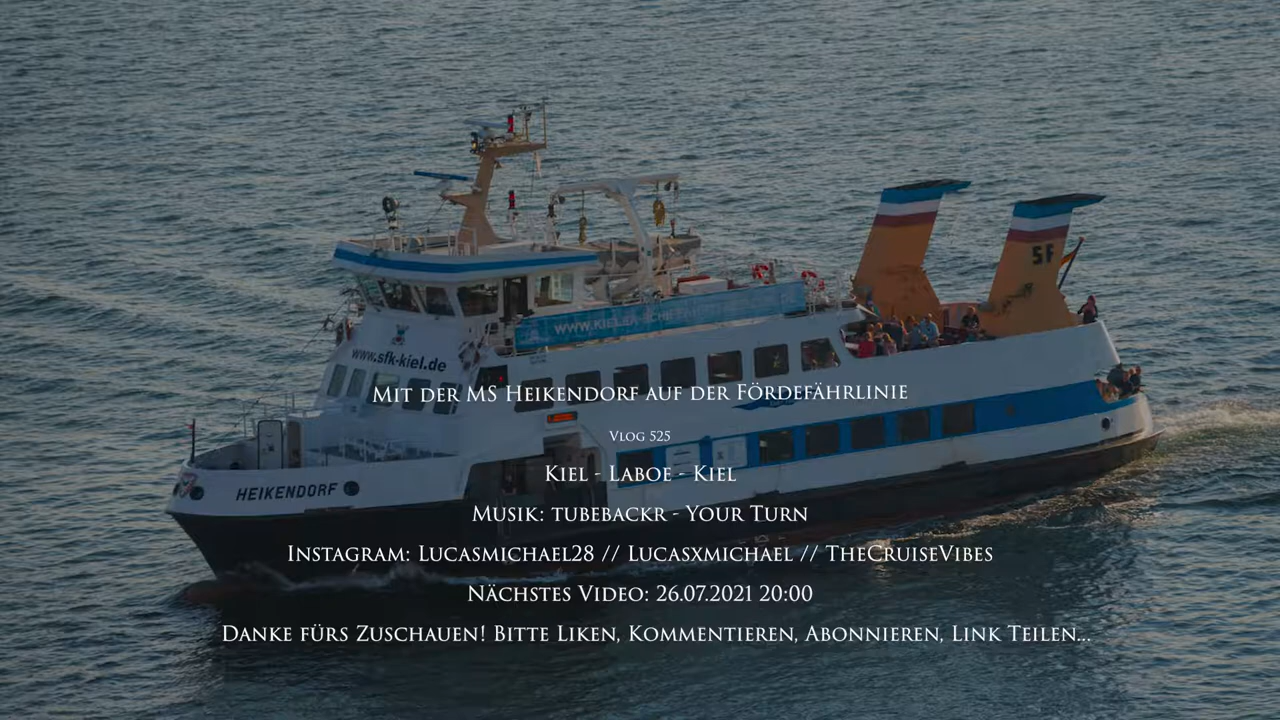 SF
WWW.KIEL
www.sfk-kiel.de
Mit der MS Heikendorf auf der Fördefährlinie
Vlog 525
Kiel - Laboe - Kiel
HEIKENDORF
Musik: tubebackr - Your Turn
Instagram: Lucasmichael28 // Lucasxmichael // TheCruiseVibes
Nächstes Video: 26.07.2021 20:00
Danke fürs Zuschauen! Bitte Liken, Kommentieren, Abonnieren, Link Teilen...